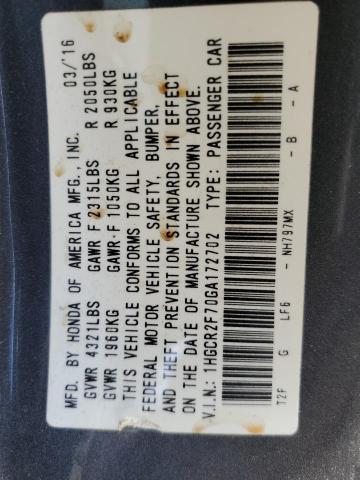 MFD. BY HONDA OF AMERICA MFG., INC. 03/'16
GVWR 4321LBS GAWR F 2315LBS R 2050LBS
GVWR 1960KG GAWR F 1050KG R 930KG
THIS VEHICLE CONFORMS TO ALL APPLICABLE
FEDERAL MOTOR VEHICLE SAFETY, BUMPER,
AND THEFT PREVENTION STANDARDS IN EFFECT
ON THE DATE OF MANUFACTURE SHOWN ABOVE.
V.I.N.: 1HGCR2F70GA172702 TYPE: PASSENGER CAR
T2F G LF6 - NH797MX - B - A